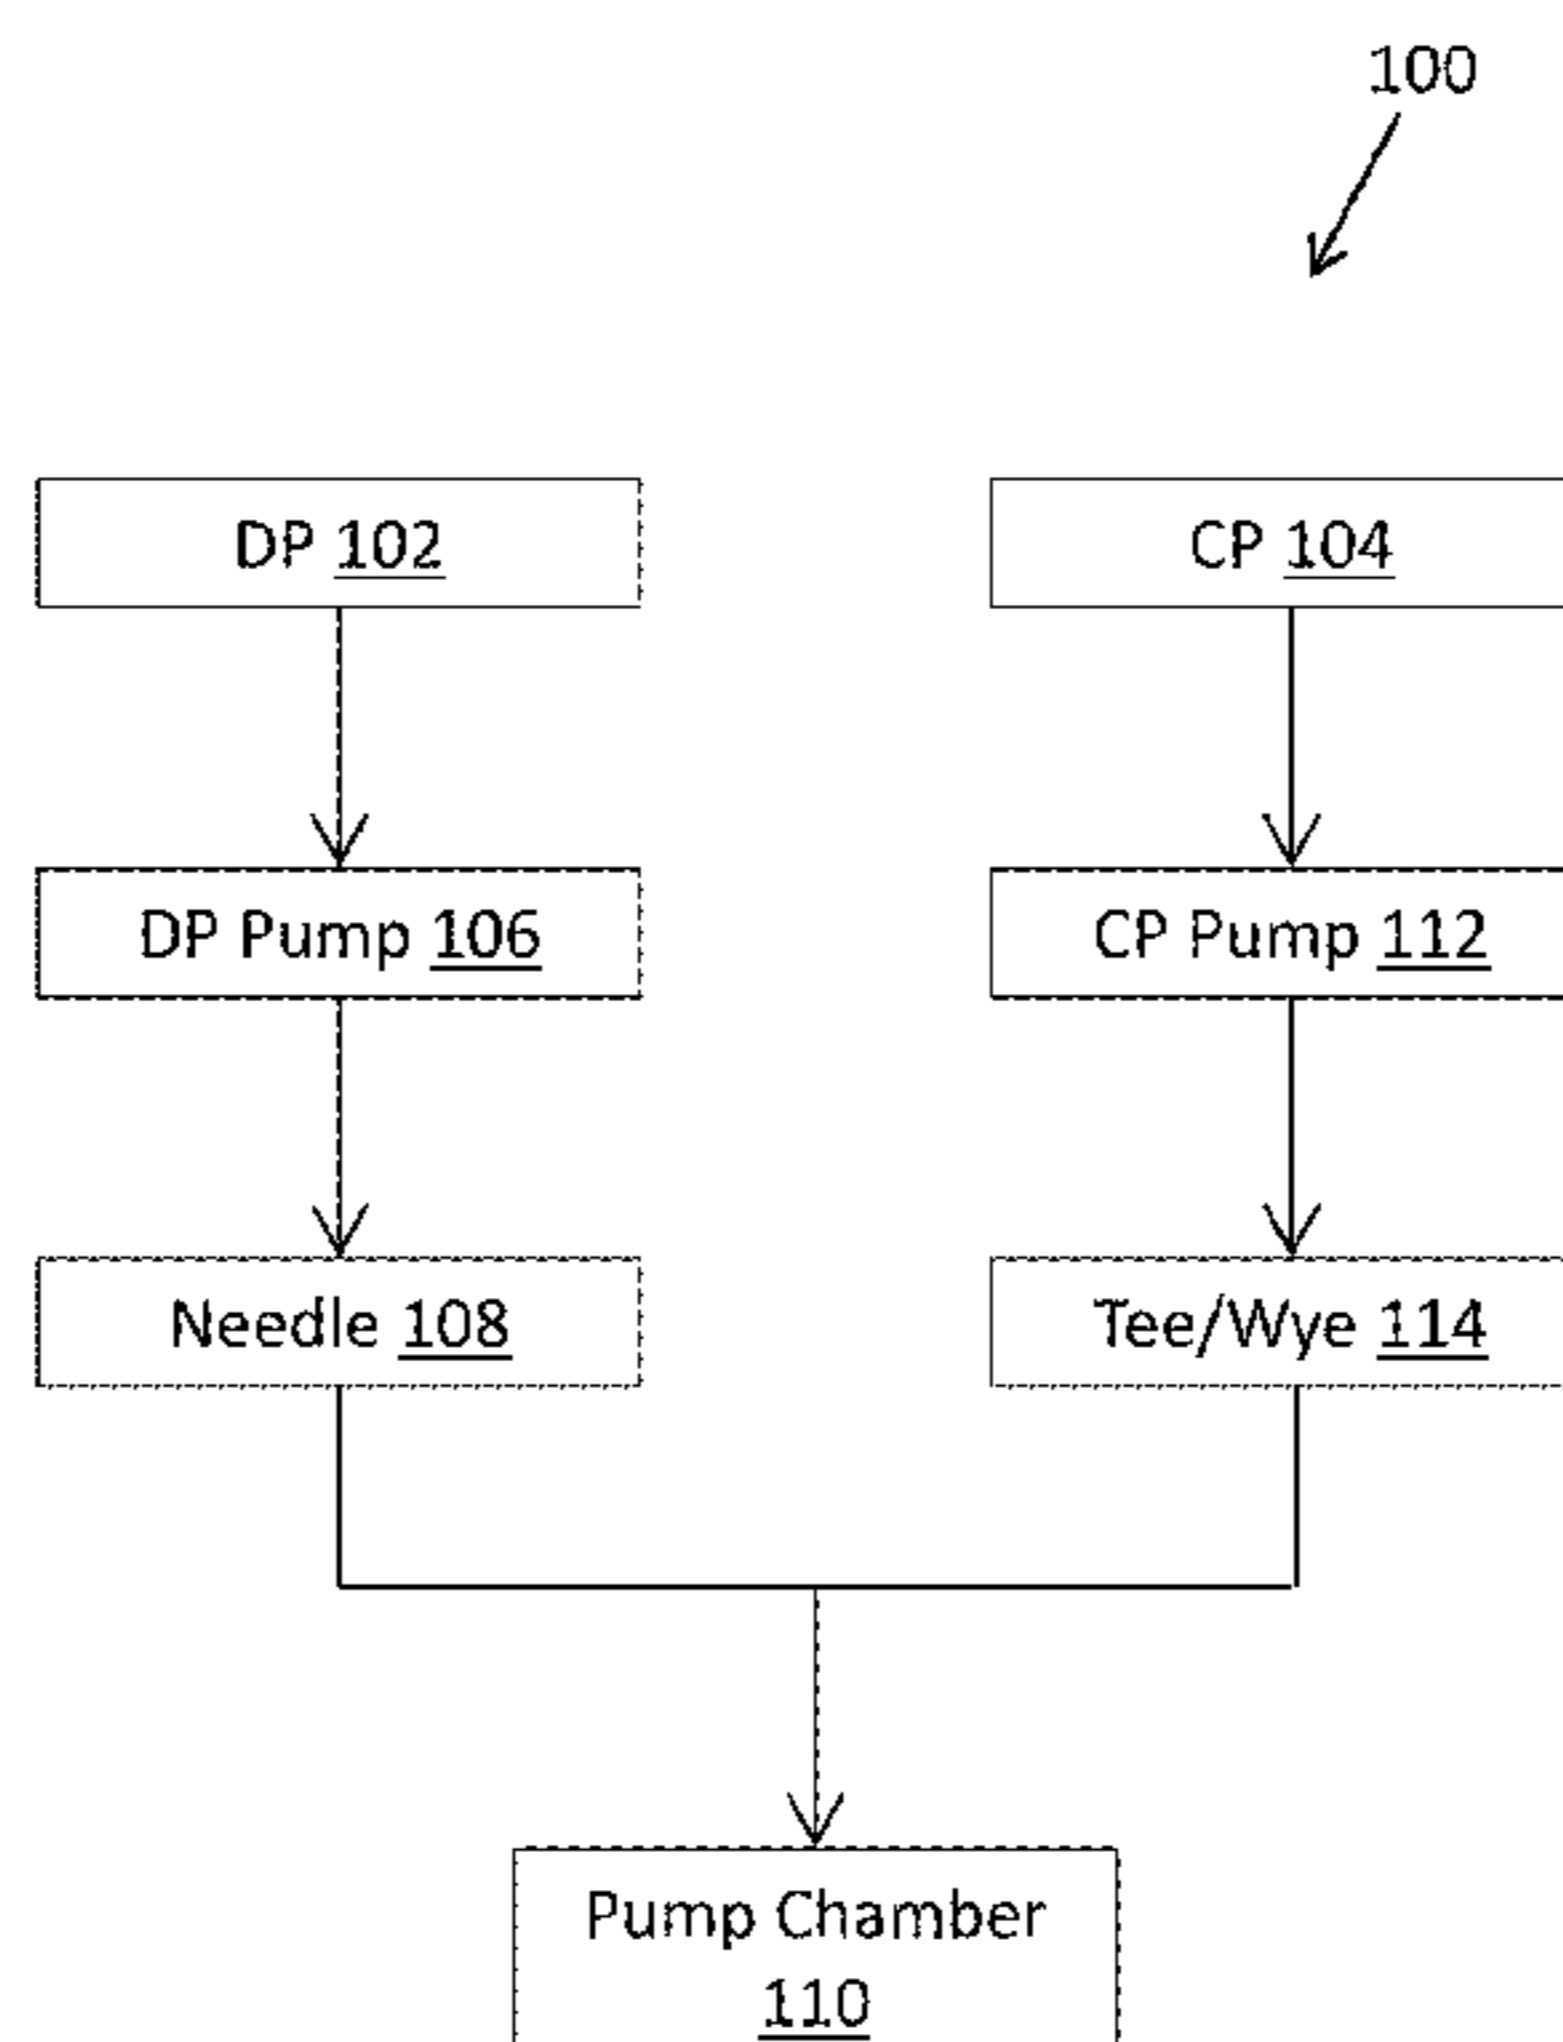 100
DP 102
CP 104
DP Pump 106
CP Pump 112
Needle 108
Tee/Wye 114
Pump Chamber
110